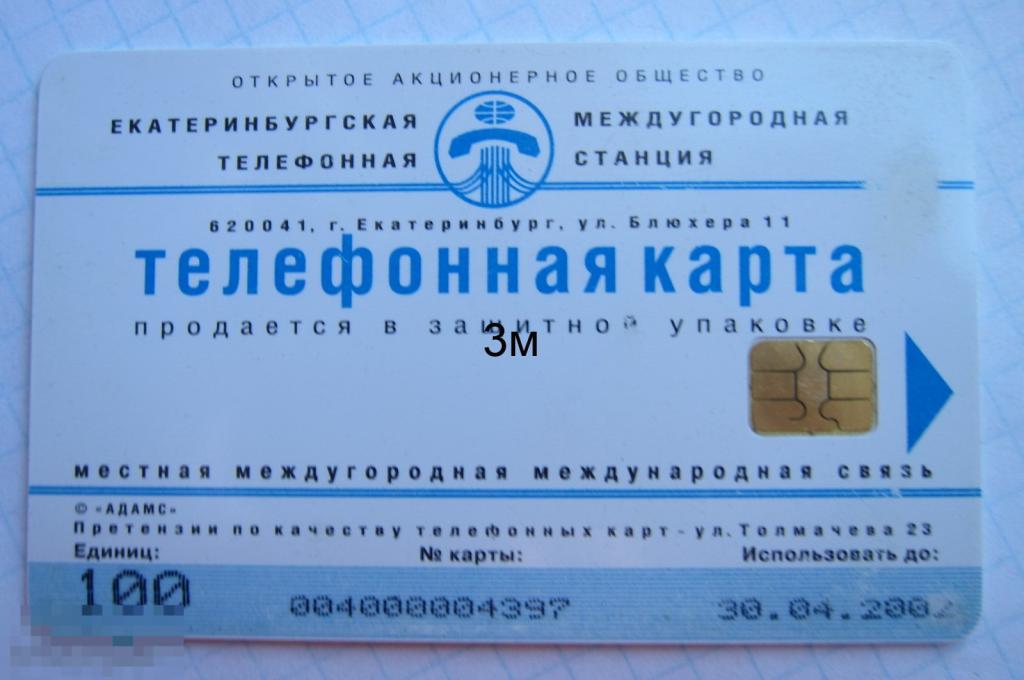 ОТКРЫТОЕ АКЦИОНЕРНОЕ ОБЩЕСТВО
ЕКАТЕРИНБУРГСКАЯ МЕЖДУГОРОДНАЯ
ТЕЛЕФОННАЯ СТАНЦИЯ
620041, г. Екатеринбург, ул. Блюхера 11
телефонная карта
продается в защитной упаковке
3м
местная междугородная международная связь
© «АДАМС»
Претензии по качеству телефонных карт - ул. Толмачева 23
Единиц: № карты: Использовать до:
100 004000004397 30.04.2002